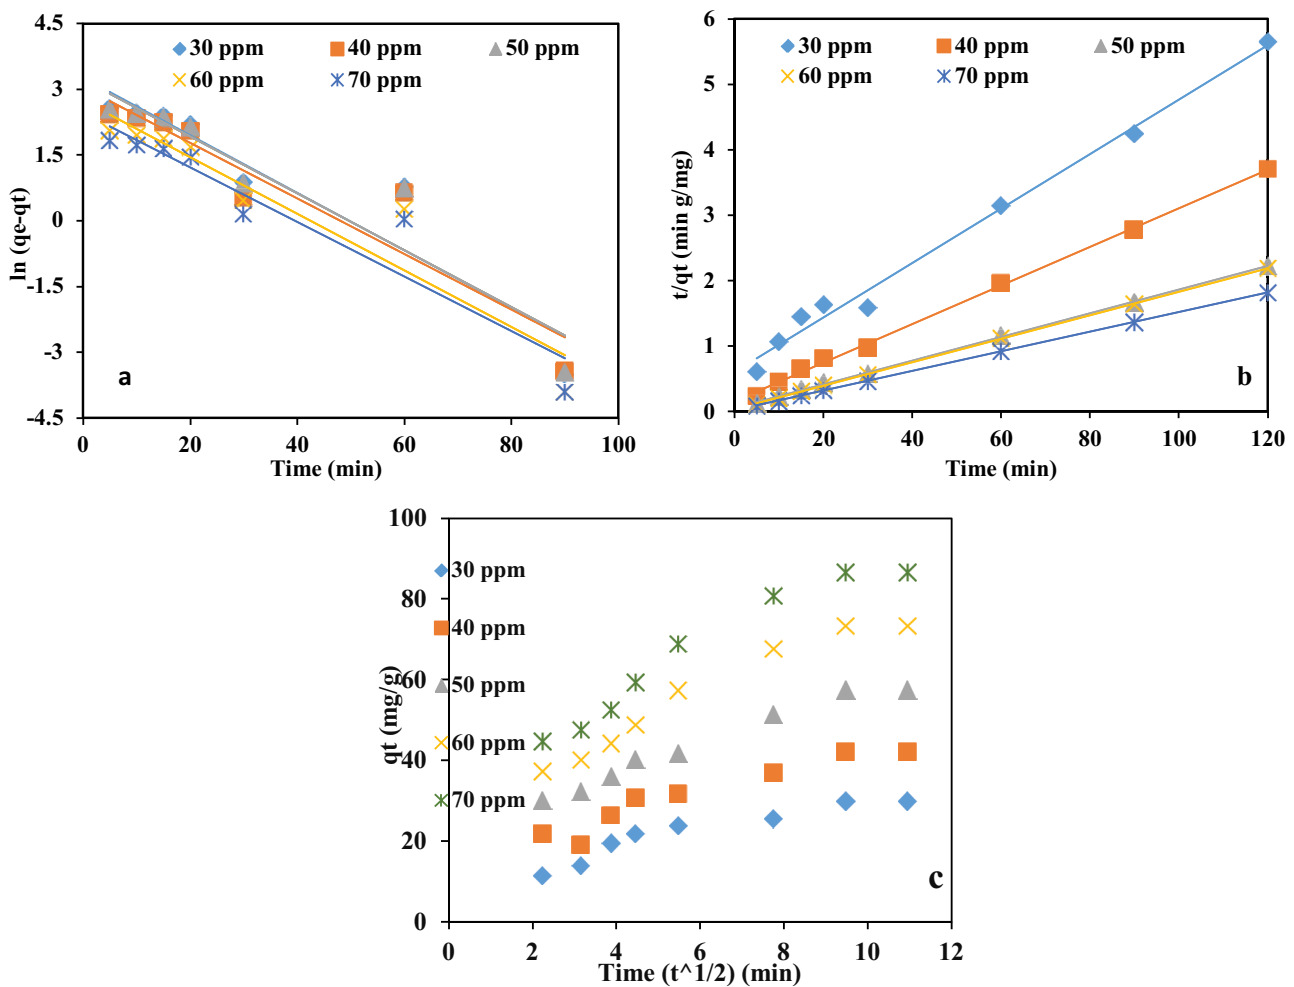 4.5
3
1.5
0
-1.5
-3
-4.5
ln (qe-qt)
30 ppm 40 ppm 50 ppm
60 ppm 70 ppm
a
0 20 40 60 80 100
Time (min)
6
5
4
3
2
1
0
t/qt (min g/mg)
30 ppm 40 ppm 50 ppm
60 ppm 70 ppm
b
0 20 40 60 80 100 120
Time (min)
100
80
60
40
20
0
qt (mg/g)
30 ppm
40 ppm
50 ppm
60 ppm
70 ppm
c
0 2 4 6 8 10 12
Time (t^1/2) (min)